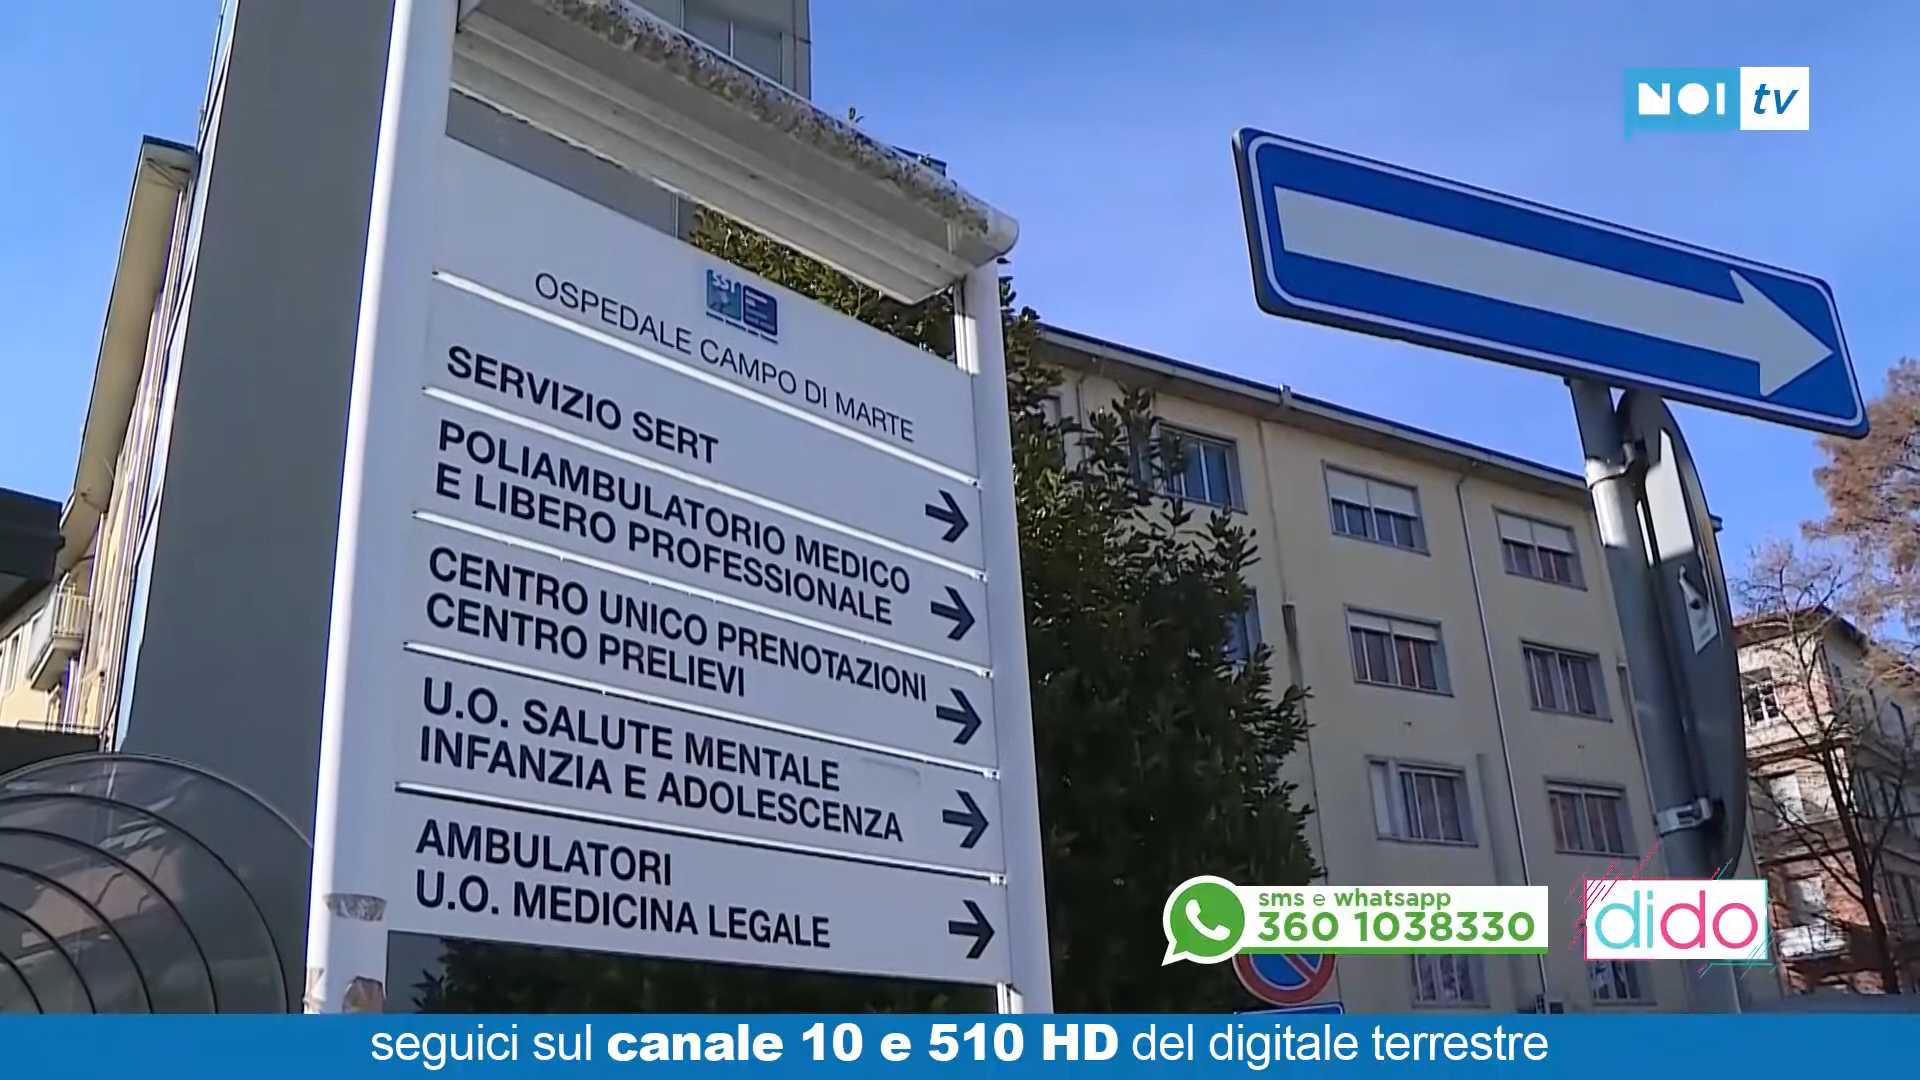 NOI tv
SST
OSPEDALE CAMPO DI MARTE
SERVIZIO SERT
POLIAMBULATORIO MEDICO
E LIBERO PROFESSIONALE
CENTRO UNICO PRENOTAZIONI
CENTRO PRELIEVI
U.O. SALUTE MENTALE
INFANZIA E ADOLESCENZA
AMBULATORI
U.O. MEDICINA LEGALE
sms e whatsapp
360 1038330
dido
seguici sul canale 10 e 510 HD del digitale terrestre